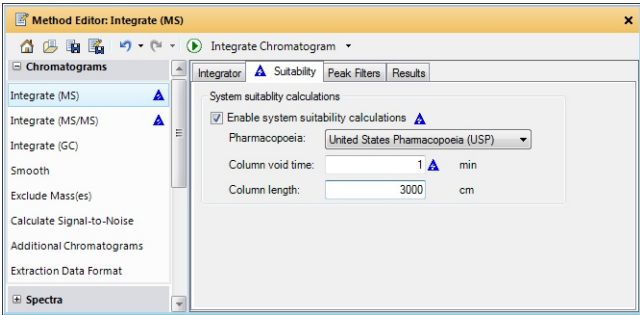 Method Editor: Integrate (MS)
Integrate Chromatogram
Chromatograms
Integrate (MS)
Integrate (MS/MS)
Integrate (GC)
Smooth
Exclude Mass(es)
Calculate Signal-to-Noise
Additional Chromatograms
Extraction Data Format
Spectra
Integrator Suitability Peak Filters Results
System suitablity calculations
Enable system suitability calculations
Pharmacopoeia: United States Pharmacopoeia (USP)
Column void time: 1 min
Column length: 3000 cm